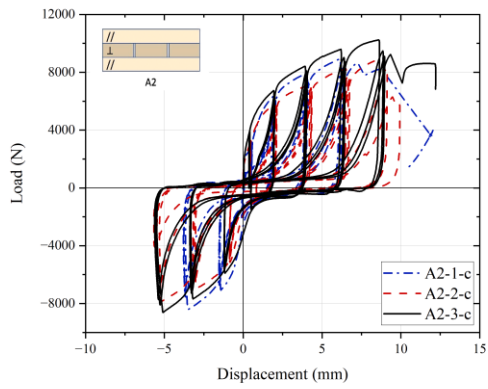 12000
8000
4000
0
−4000
−8000
Load (N)
//
⊥
//
A2
A2-1-c
A2-2-c
A2-3-c
−10 −5 0 5 10 15
Displacement (mm)